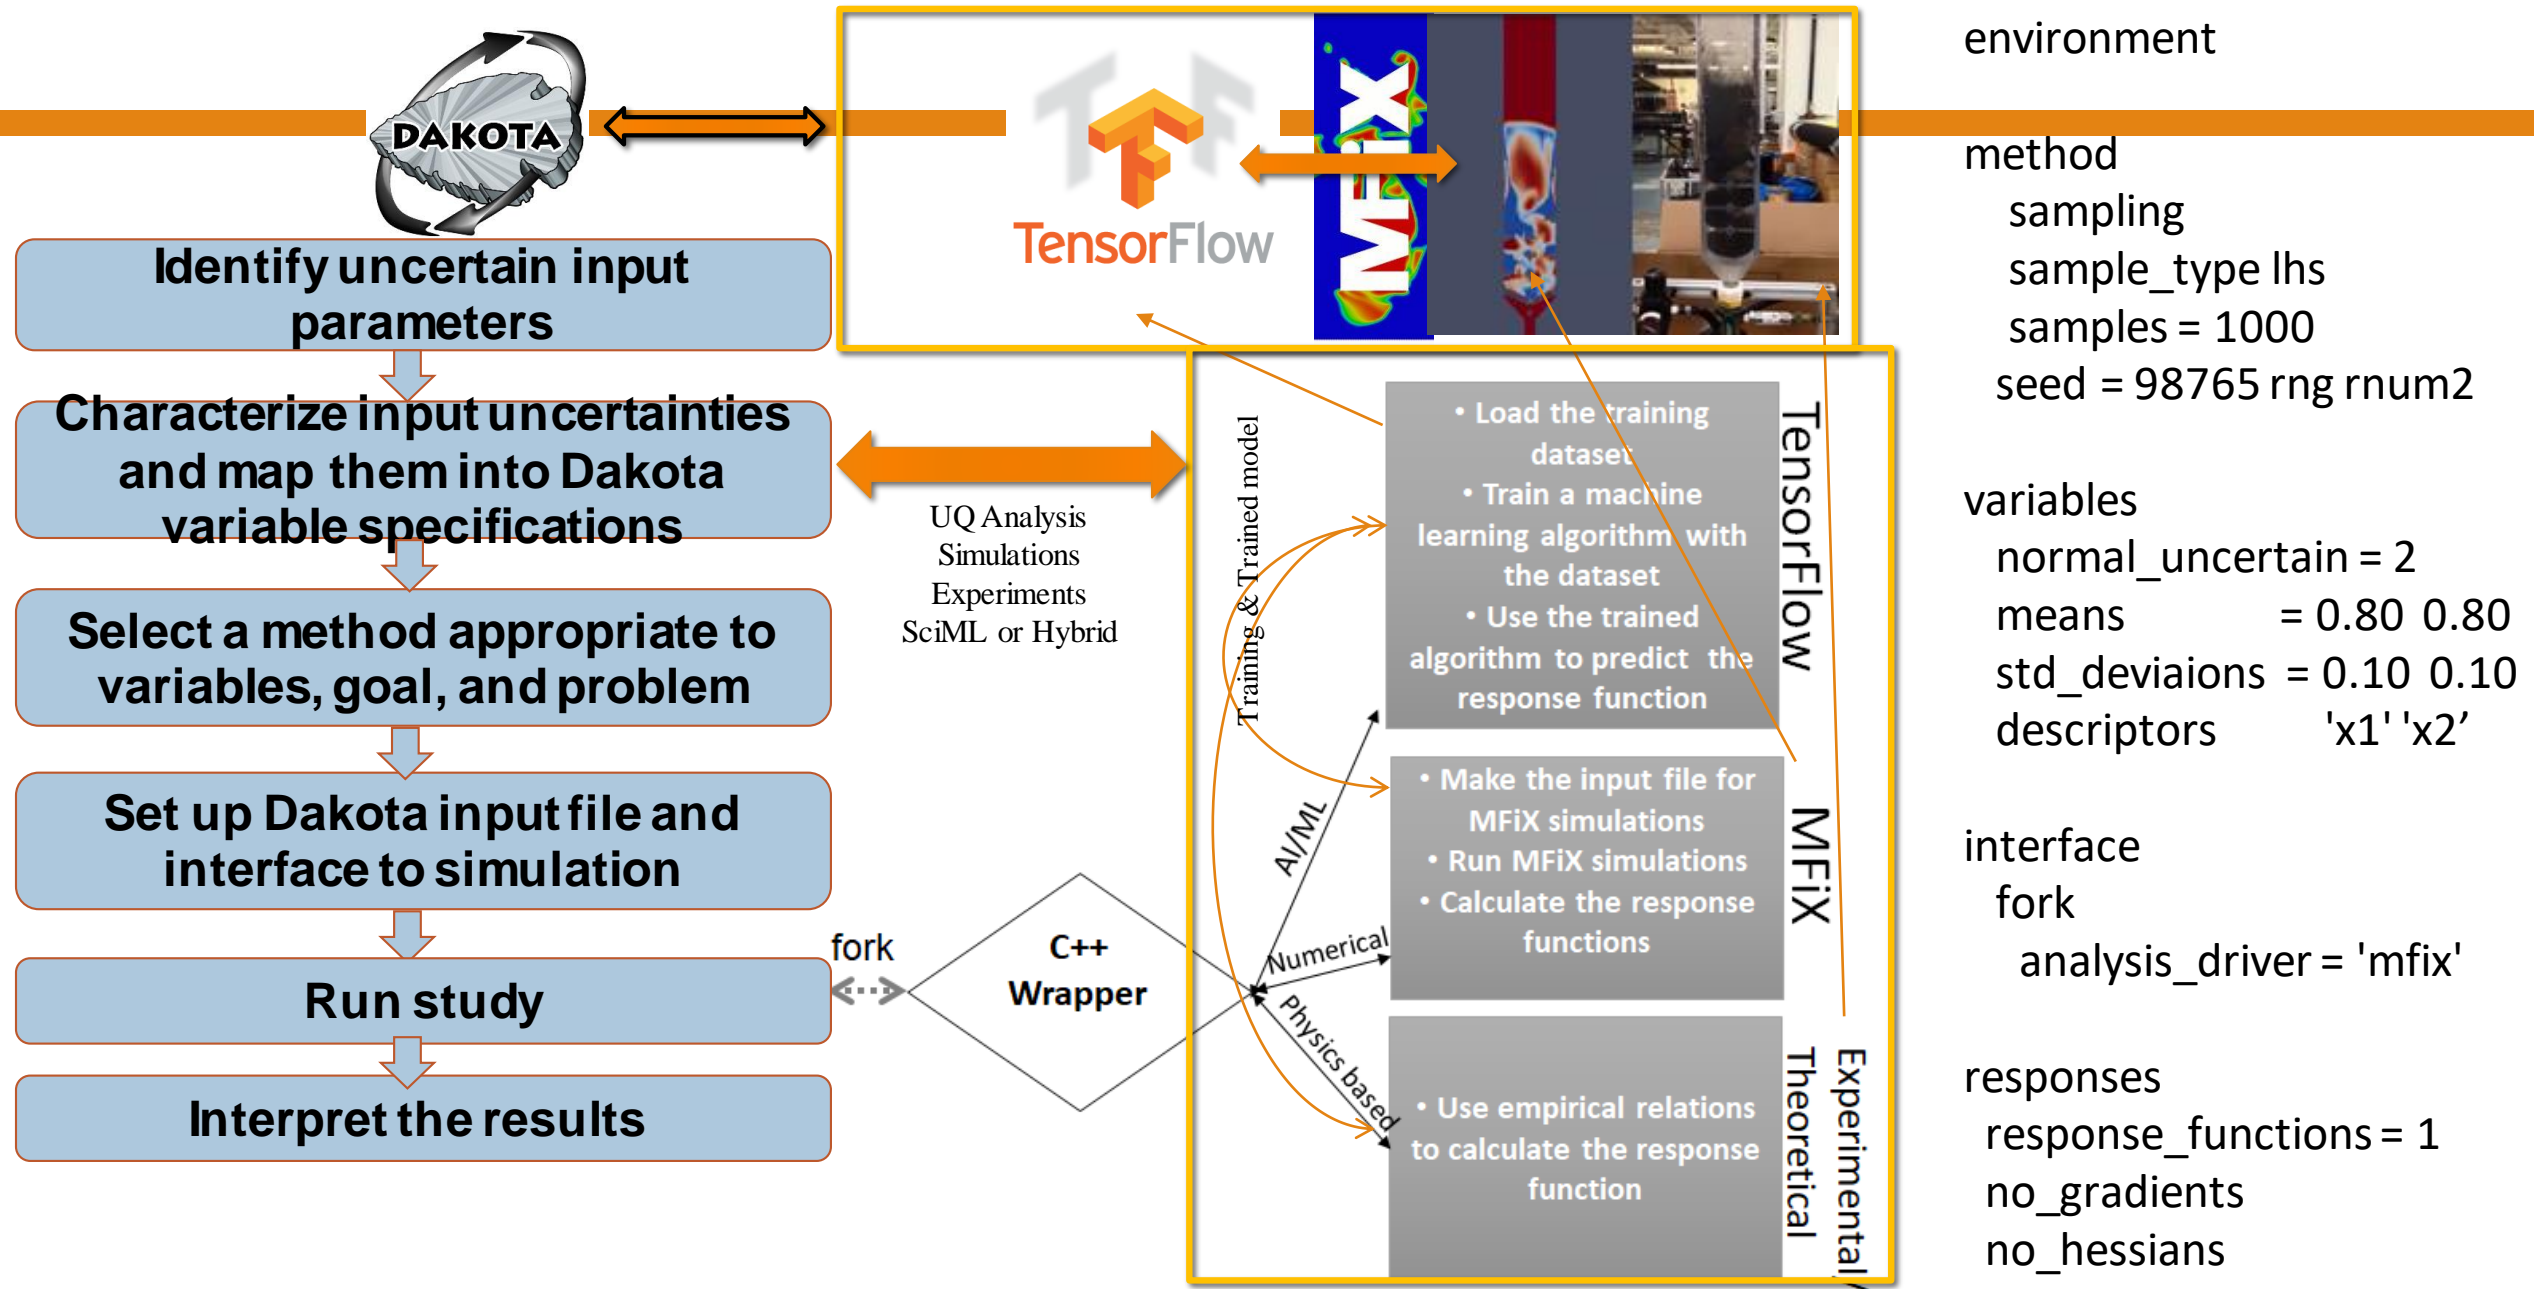 DAKOTA
TensorFlow
MFiX
Identify uncertain input
parameters
Characterize input uncertainties
and map them into Dakota
variable specifications
Select a method appropriate to
variables, goal, and problem
Set up Dakota input file and
interface to simulation
Run study
Interpret the results
UQ Analysis
Simulations
Experiments
SciML or Hybrid
fork
C++
Wrapper
Training & Trained model
AI/ML
Numerical
Physics based
• Load the training
dataset
• Train a machine
learning algorithm with
the dataset
• Use the trained
algorithm to predict the
response function
TensorFlow
• Make the input file for
MFiX simulations
• Run MFiX simulations
• Calculate the response
functions
MFiX
• Use empirical relations
to calculate the response
function
Experimental/
Theoretical
environment
method
sampling
sample_type lhs
samples = 1000
seed = 98765 rng rnum2
variables
normal_uncertain = 2
means = 0.80 0.80
std_deviaions = 0.10 0.10
descriptors 'x1' 'x2’
interface
fork
analysis_driver = 'mfix'
responses
response_functions = 1
no_gradients
no_hessians